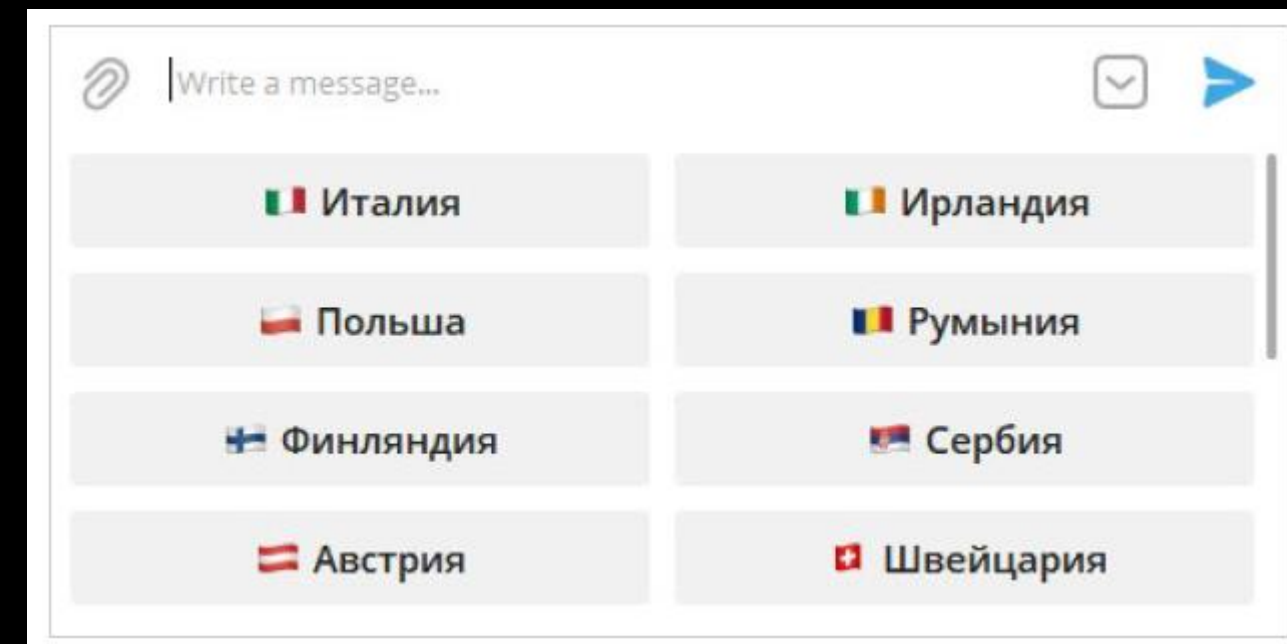 Write a message...
🇮🇹 Италия
🇮🇪 Ирландия
🇵🇱 Польша
🇷🇴 Румыния
🇫🇮 Финляндия
🇷🇸 Сербия
🇦🇹 Австрия
🇨🇭 Швейцария